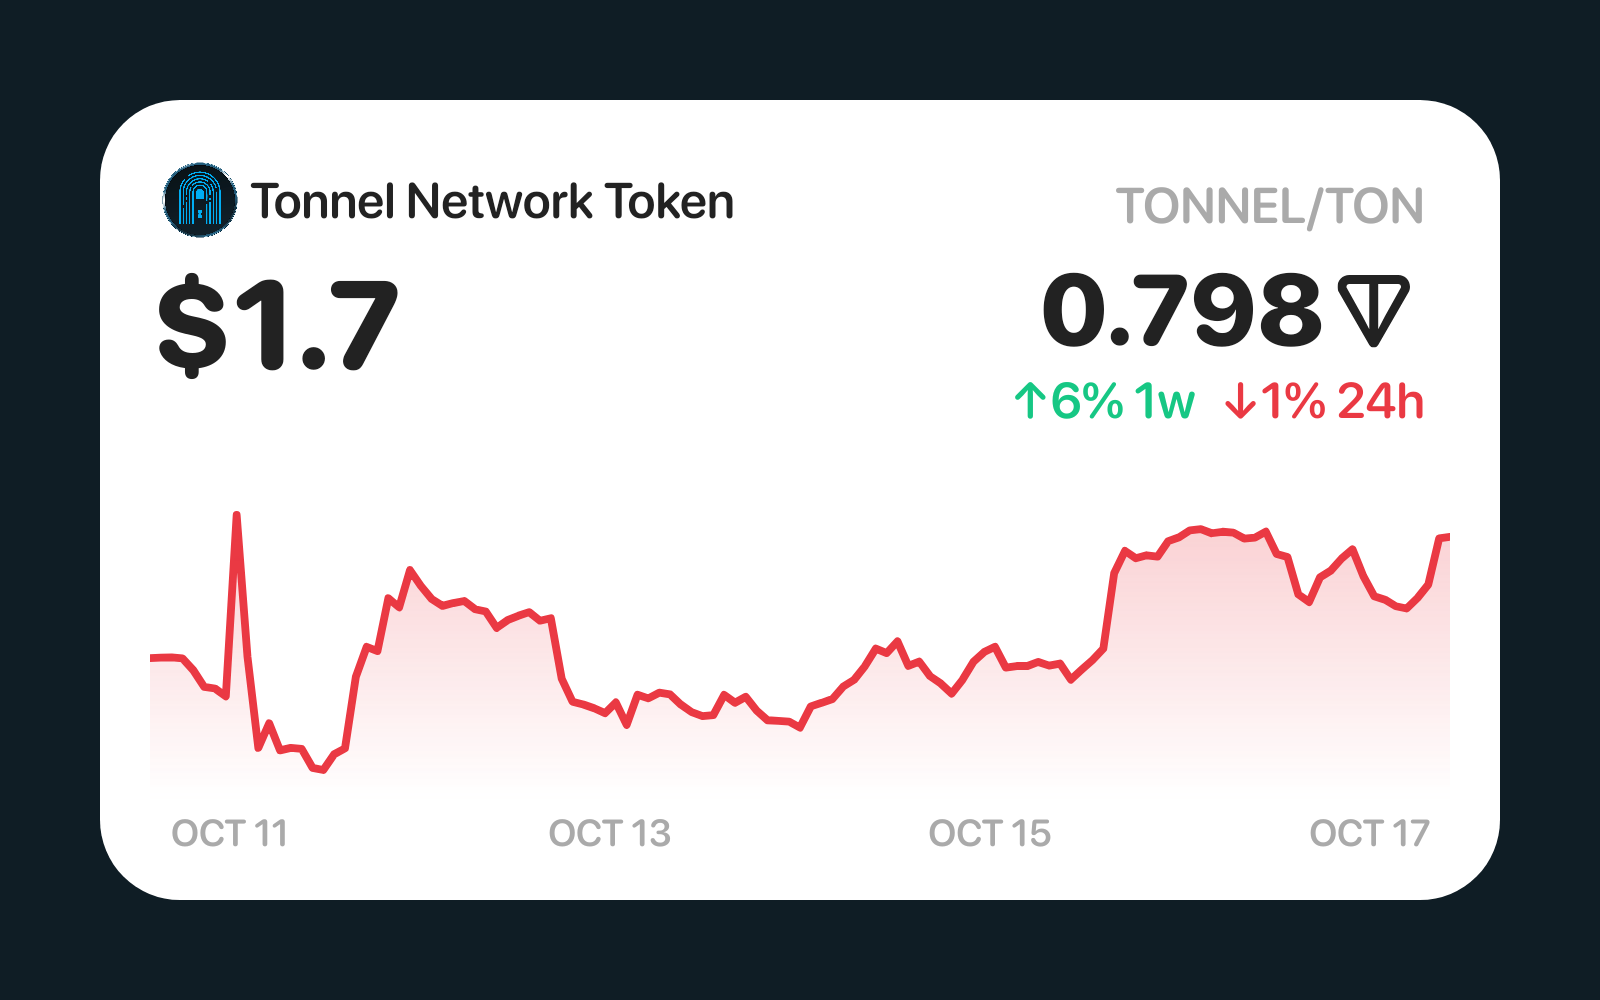 Tonnel Network Token
TONNEL/TON
$1.7
0.798
↑6% 1w ↓1% 24h
OCT 11 OCT 13 OCT 15 OCT 17